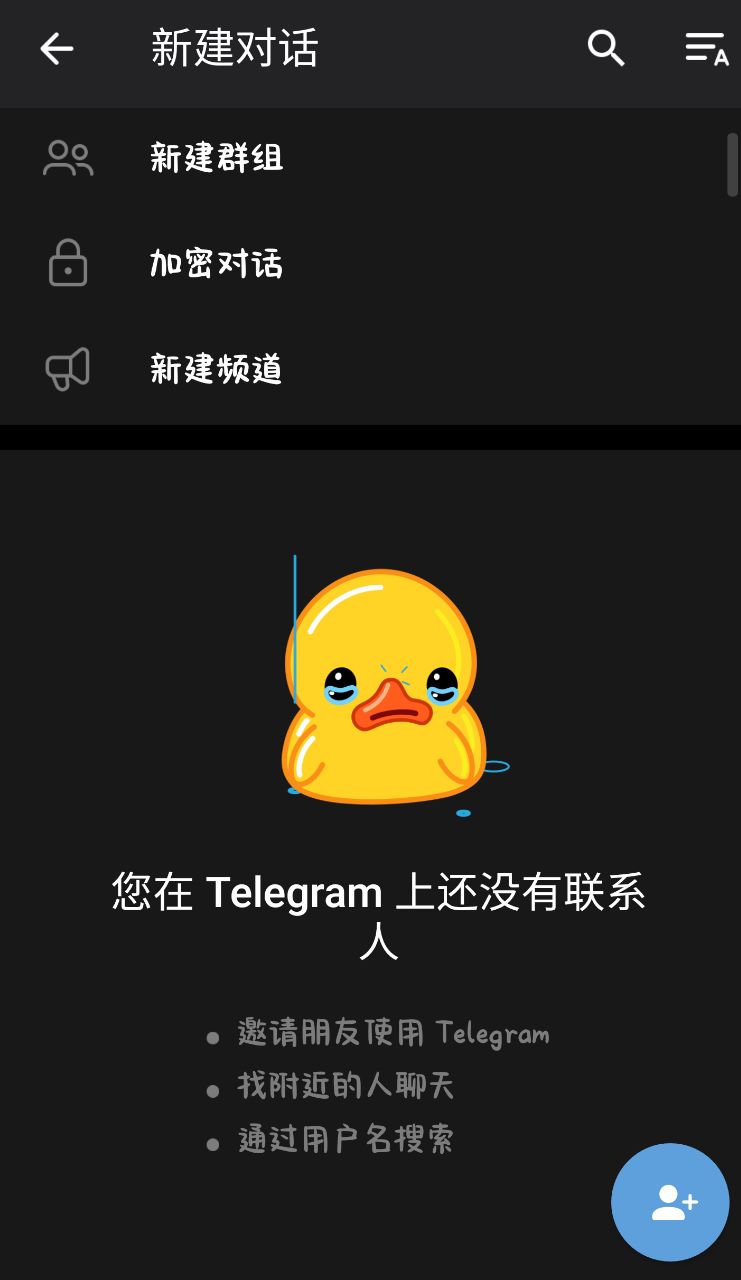 新建对话
新建群组
加密对话
新建频道
您在 Telegram 上还没有联系
人
邀请朋友使用 Telegram
找附近的人聊天
通过用户名搜索